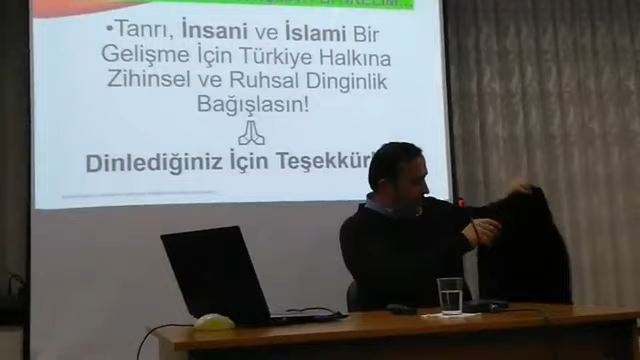 •Tanrı, İnsani ve İslami Bir
Gelişme İçin Türkiye Halkına
Zihinsel ve Ruhsal Dinginlik
Bağışlasın!
Dinlediğiniz İçin Teşekkür